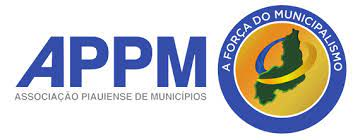 APPM
ASSOCIAÇÃO PIAUIENSE DE MUNICÍPIOS
A FORÇA DO MUNICIPALISMO